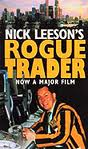 NICK LEESON'S
ROGUE
TRADER
NOW A MAJOR FILM